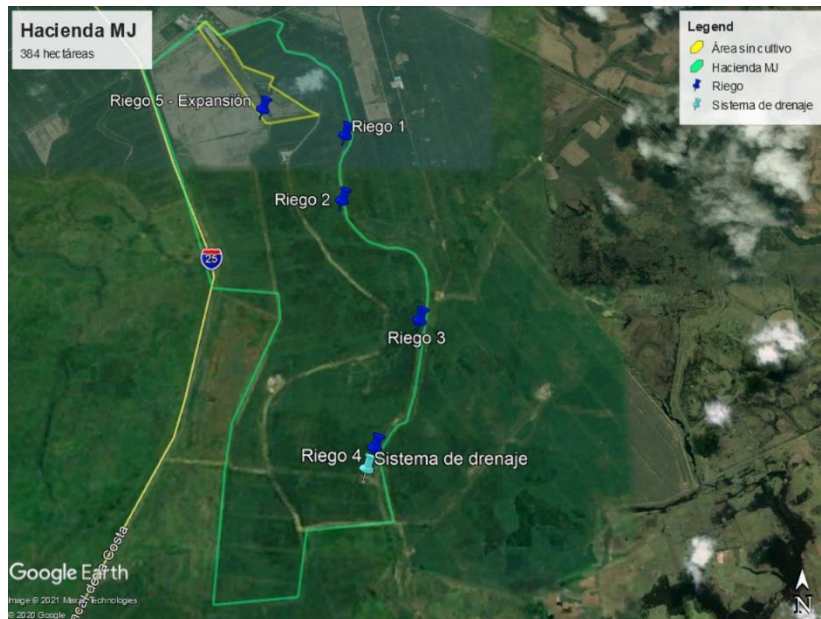 Hacienda MJ
384 hectáreas
Legend
Área sin cultivo
Hacienda MJ
Riego
Sistema de drenaje
Riego 5 - Expansión
Riego 1
Riego 2
25
Riego 3
Riego 4
Sistema de drenaje
Costa
Google Earth
Image © 2021 Maxar Technologies
© 2020 Google
N